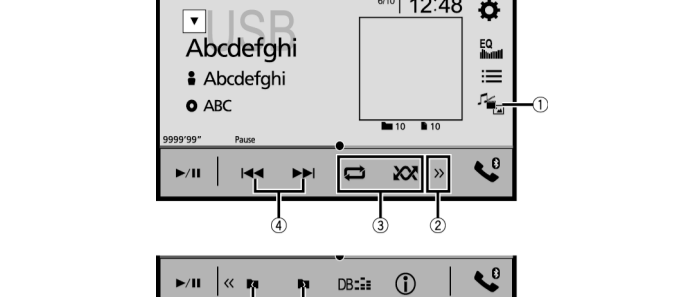 6/10 12:48
USB
Abcdefghi
EQ
Abcdefghi
①
ABC
10 10
9999'99" Pause
④ ③ ②
DB